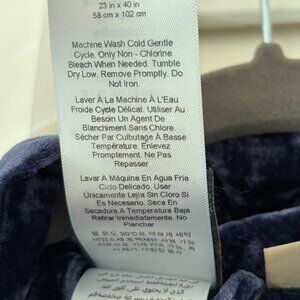 23 in x 40 in
58 cm x 102 cm
Machine Wash Cold Gentle
Cycle. Only Non - Chlorine
Bleach When Needed. Tumble
Dry Low. Remove Promptly. Do
Not Iron.
Laver À La Machine À L'Eau
Froide Cycle Délicat. Utiliser Au
Besoin Un Agent De
Blanchiment Sans Chlore.
Sécher Par Culbutage À Basse
Température. Enlevez
Promptement. Ne Pas
Repasser
Lavar A Máquina En Agua Fría
Ciclo Delicado. Usar
Únicamente Lejía Sin Cloro Si
Es Necesario. Seca En
Secadora A Temperatura Baja.
Retirar Inmediatamente. No
Planchar